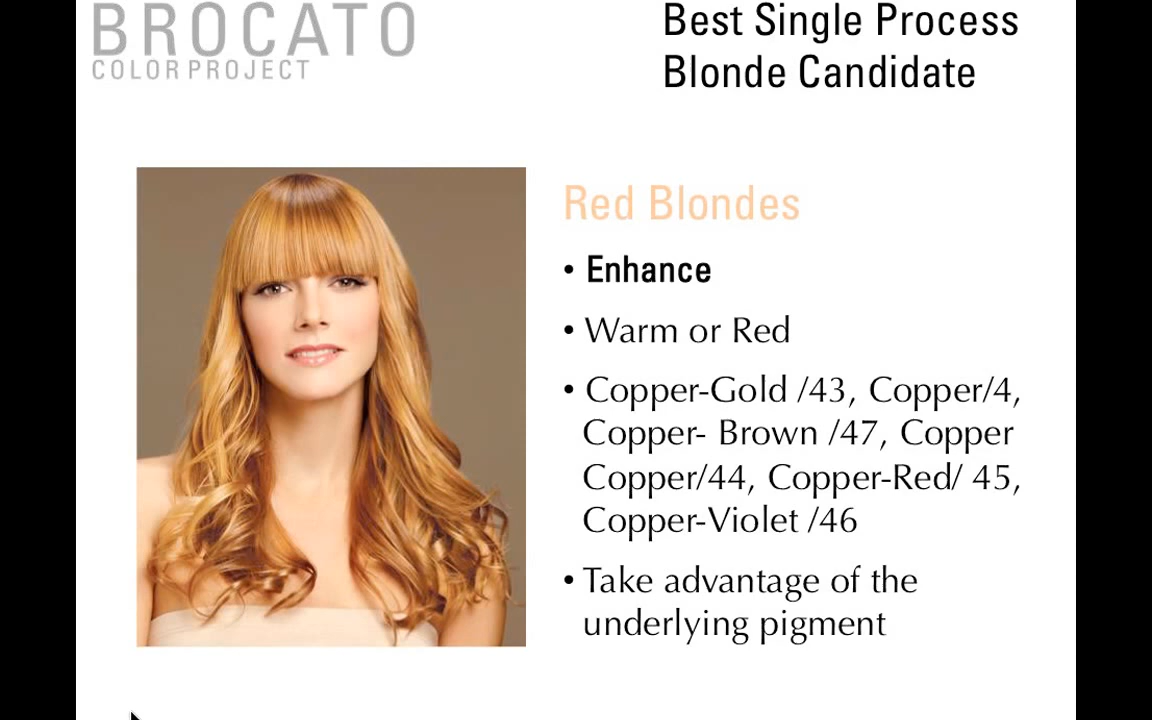 BROCATO
COLOR PROJECT
Best Single Process
Blonde Candidate
Red Blondes
• Enhance
• Warm or Red
• Copper-Gold /43, Copper/4,
Copper- Brown /47, Copper
Copper/44, Copper-Red/ 45,
Copper-Violet /46
• Take advantage of the
underlying pigment